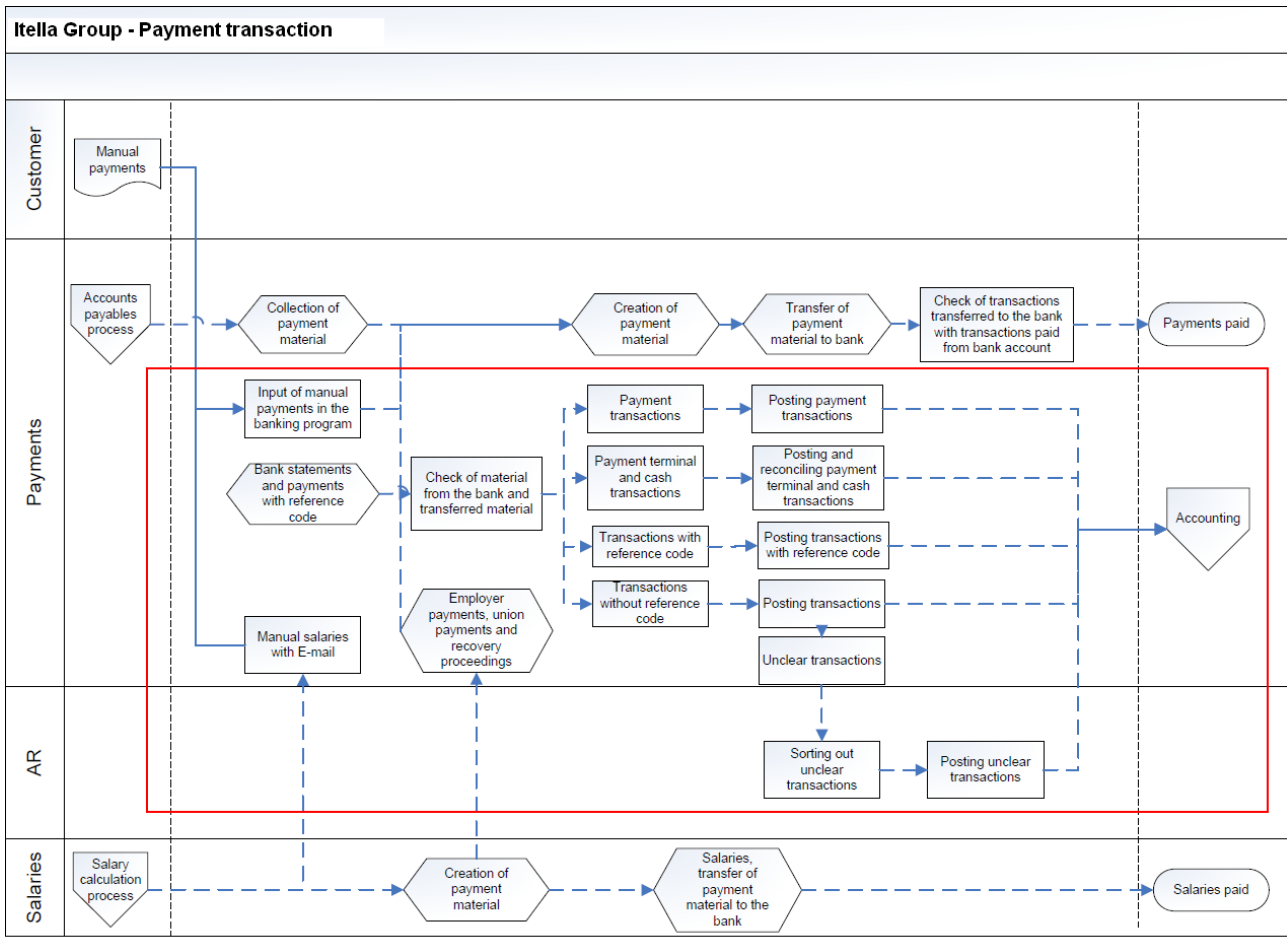 Itella Group - Payment transaction
Customer
Manual
payments
Payments
Accounts
payables
process
Collection of
payment
material
Creation of
payment
material
Transfer of
payment
material to bank
Check of transactions
transferred to the bank
with transactions paid
from bank account
Payments paid
Input of manual
payments in the
banking program
Payment
transactions
Posting payment
transactions
Bank statements
and payments
with reference
code
Check of material
from the bank and
transferred material
Payment terminal
and cash
transactions
Posting and
reconciling payment
terminal and cash
transactions
Accounting
Transactions with
reference code
Posting transactions
with reference code
Transactions
without reference
code
Posting transactions
Manual salaries
with E-mail
Employer
payments, union
payments and
recovery
proceedings
Unclear transactions
AR
Sorting out
unclear
transactions
Posting unclear
transactions
Salaries
Salary
calculation
process
Creation of
payment
material
Salaries,
transfer of
payment
material to the
bank
Salaries paid